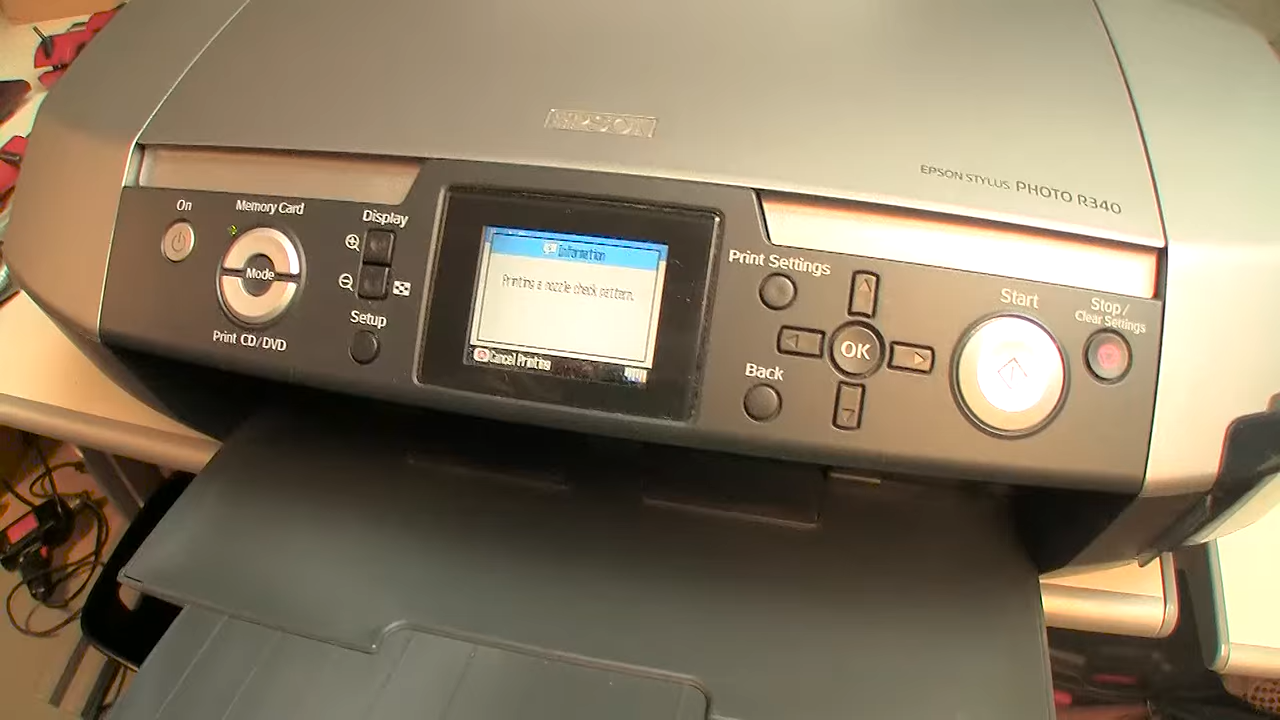 EPSON
EPSON STYLUS PHOTO R340
On
Memory Card
Mode
Print CD/DVD
Display
Setup
Information
Printing a nozzle check pattern.
Cancel Printing
Print Settings
Back
OK
Start
Stop/
Clear Settings